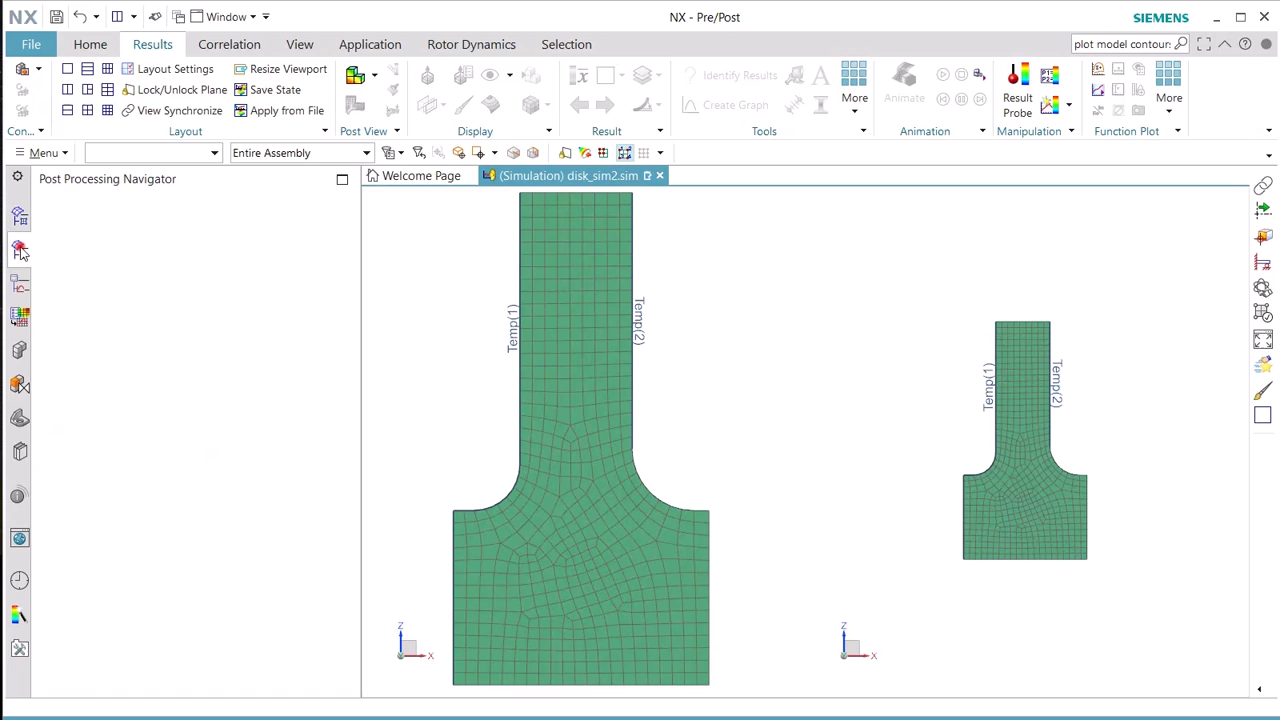 NX
Window
NX - Pre/Post
SIEMENS
File
Home
Results
Correlation
View
Application
Rotor Dynamics
Selection
plot model contour:
Layout Settings
Resize Viewport
Lock/Unlock Plane
Save State
View Synchronize
Apply from File
Identify Results
Create Graph
More
Animate
Result
Probe
More
Con...
Layout
Post View
Display
Result
Tools
Animation
Manipulation
Function Plot
Menu
Entire Assembly
Post Processing Navigator
Welcome Page
(Simulation) disk_sim2.sim
Temp(1)
Temp(2)
Temp(1)
Temp(2)
Z
X
Z
X